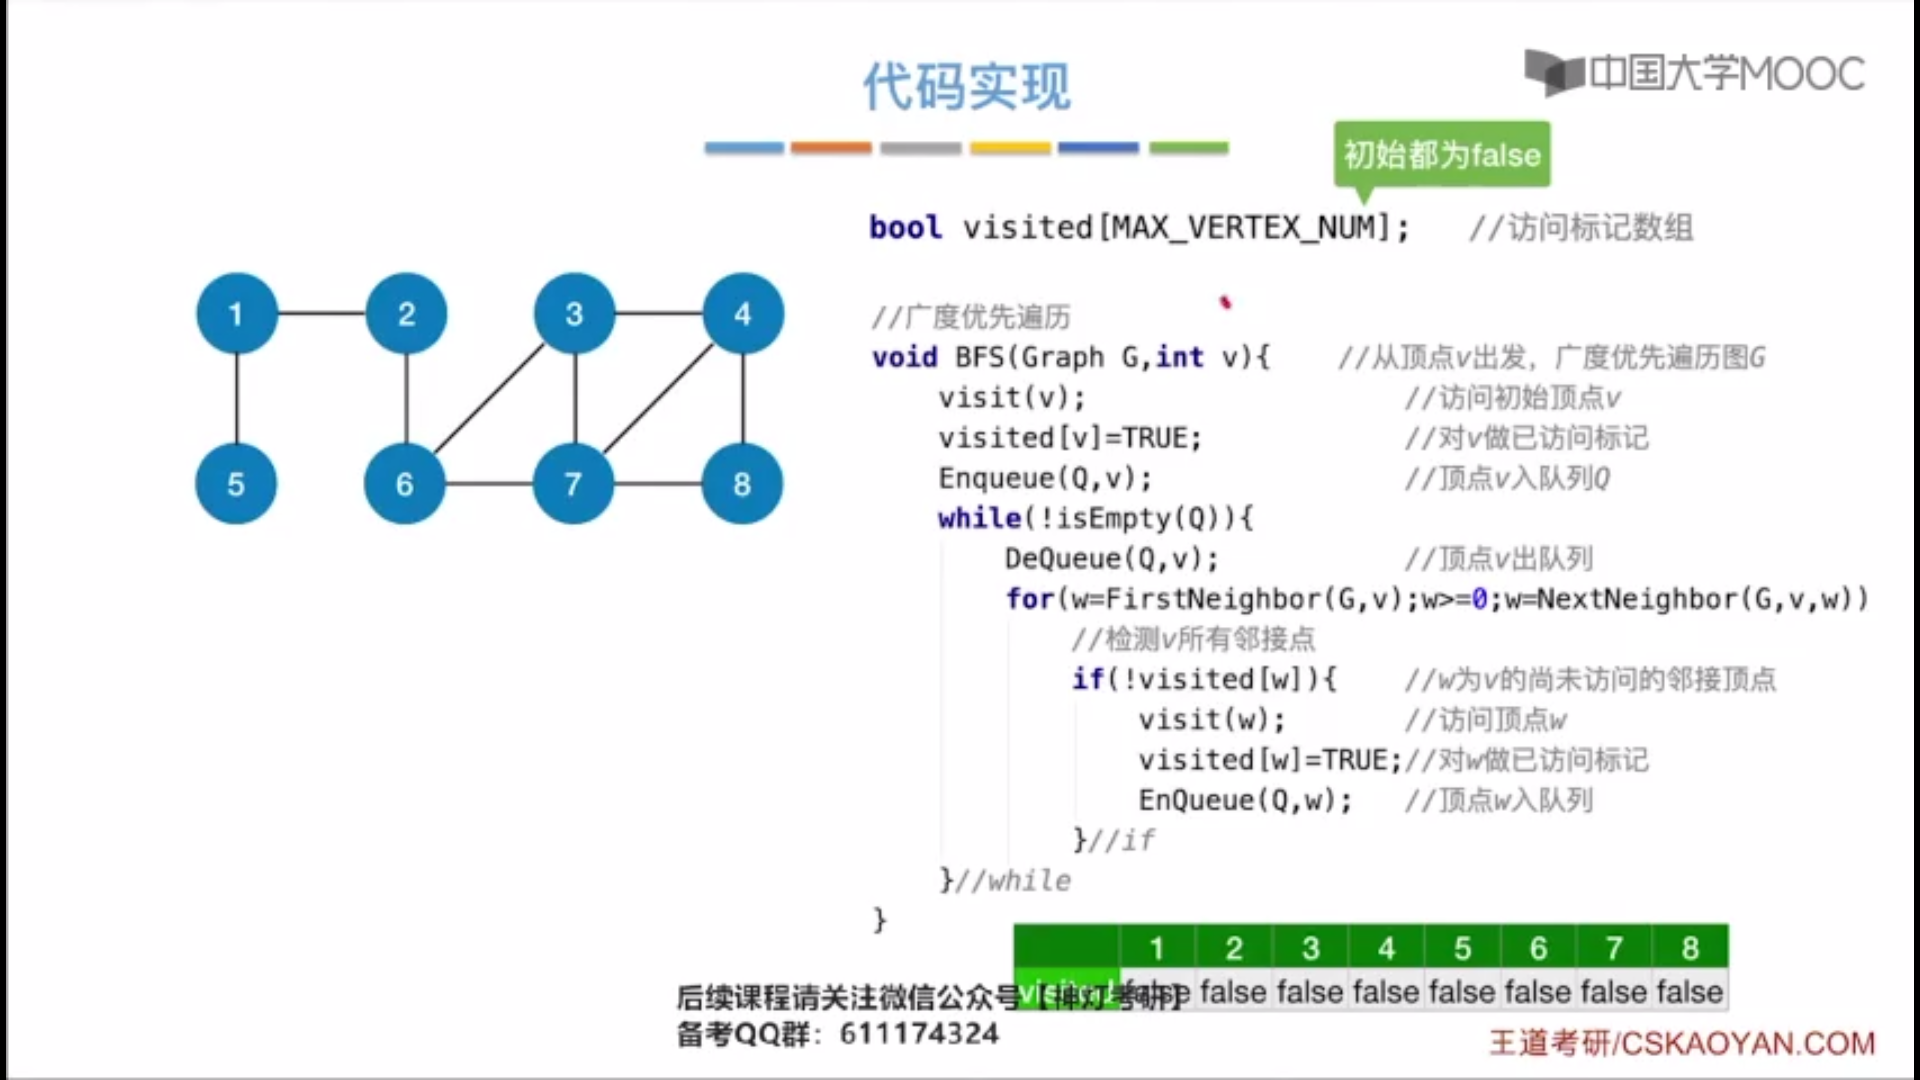 代码实现
中国大学MOOC
初始都为false
bool visited[MAX_VERTEX_NUM]; //访问标记数组
//广度优先遍历
void BFS(Graph G,int v){ //从顶点v出发，广度优先遍历图G
visit(v); //访问初始顶点v
visited[v]=TRUE; //对v做已访问标记
Enqueue(Q,v); //顶点v入队列Q
while(!isEmpty(Q)){
DeQueue(Q,v); //顶点v出队列
for(w=FirstNeighbor(G,v);w>=0;w=NextNeighbor(G,v,w))
//检测v所有邻接点
if(!visited[w]){ //w为v的尚未访问的邻接顶点
visit(w); //访问顶点w
visited[w]=TRUE;//对w做已访问标记
EnQueue(Q,w); //顶点w入队列
}//if
}//while
}
1 2 3 4
5 6 7 8
1 2 3 4 5 6 7 8
visited false false false false false false false false
后续课程请关注微信公众号【神灯考研】
备考QQ群：611174324
王道考研/CSKAOYAN.COM